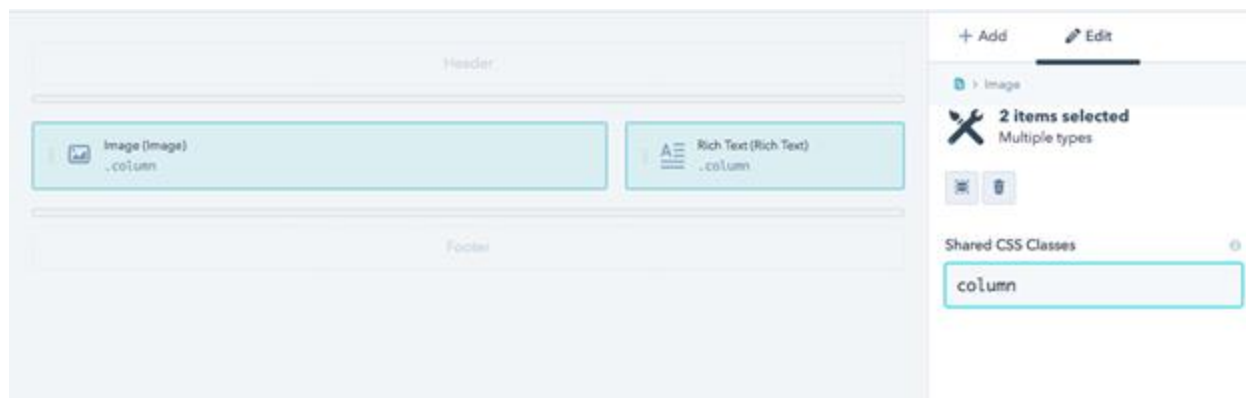 Header
Image (Image)
.column
Rich Text (Rich Text)
.column
Footer
+ Add
Edit
> Image
2 items selected
Multiple types
Shared CSS Classes
column